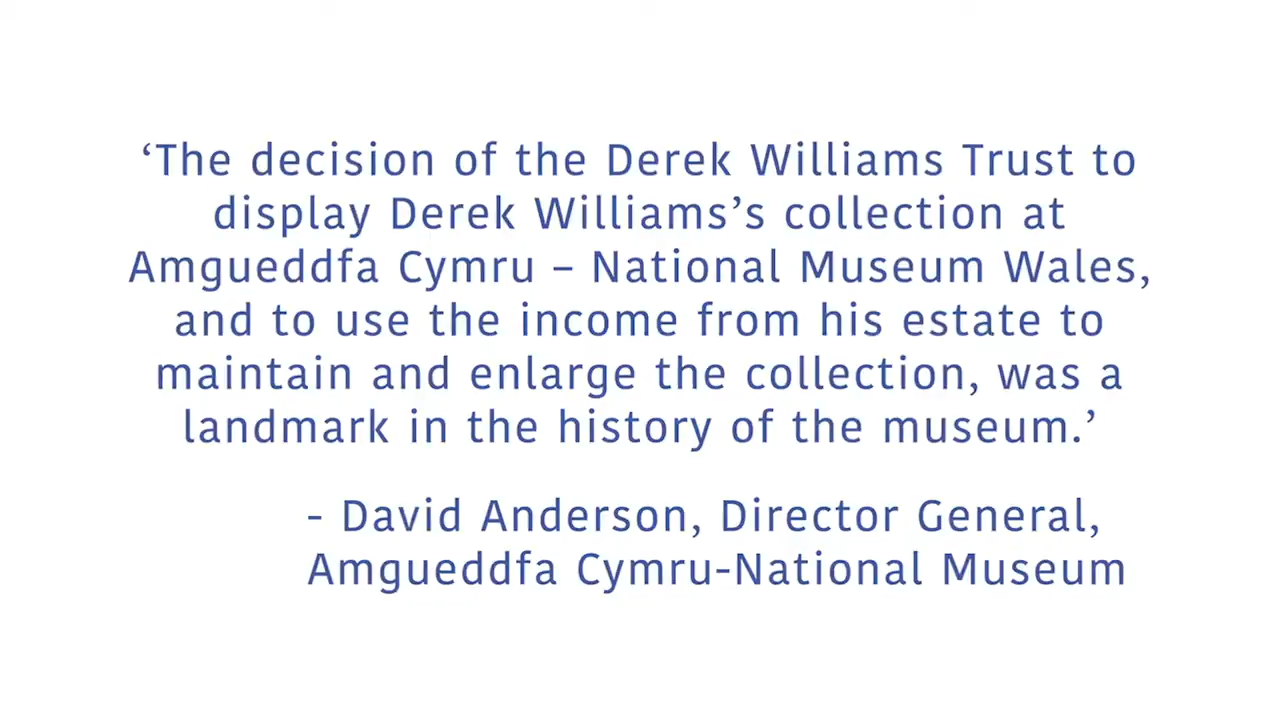 ‘The decision of the Derek Williams Trust to
display Derek Williams’s collection at
Amgueddfa Cymru – National Museum Wales,
and to use the income from his estate to
maintain and enlarge the collection, was a
landmark in the history of the museum.’
- David Anderson, Director General,
Amgueddfa Cymru-National Museum